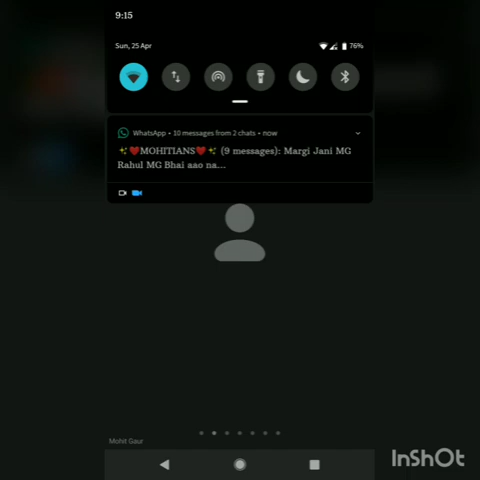 9:15
Sun, 25 Apr
76%
WhatsApp • 10 messages from 2 chats • now
✨❤️MOHITIANS❤️✨ (9 messages): Margi Jani MG
Rahul MG Bhai aao na...
Mohit Gaur
InShOt